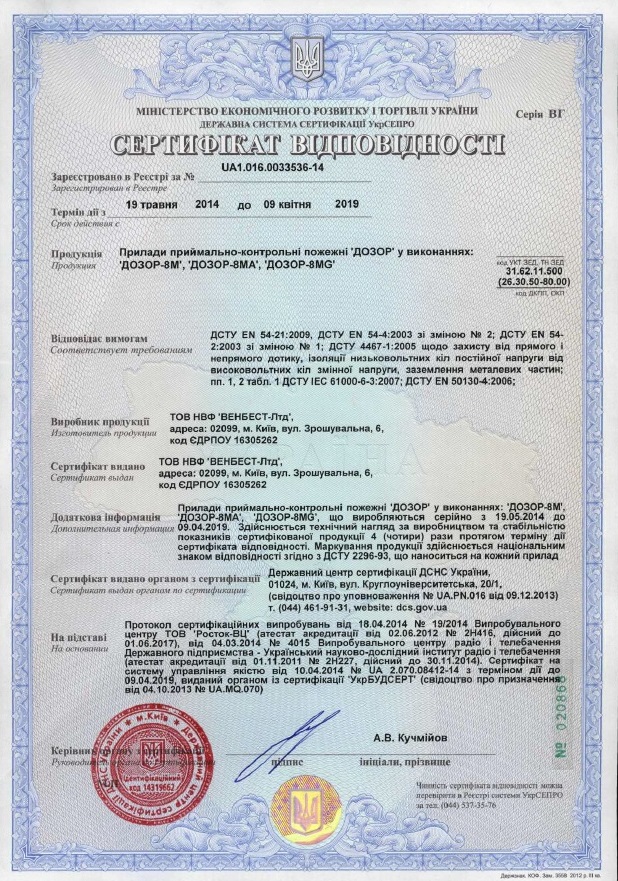 МІНІСТЕРСТВО ЕКОНОМІЧНОГО РОЗВИТКУ І ТОРГІВЛІ УКРАЇНИ
Серія ВГ
ДЕРЖАВНА СИСТЕМА СЕРТИФІКАЦІЇ УкрСЕПРО
СЕРТИФІКАТ ВІДПОВІДНОСТІ
UA1.016.0033536-14
Зареєстровано в Реєстрі за №
Зарегистрирован в Реестре
19 травня 2014 до 09 квітня 2019
Термін дії з
Срок действия с
Продукція
Продукция
Прилади приймально-контрольні пожежні 'ДОЗОР' у виконаннях:
'ДОЗОР-8М', 'ДОЗОР-8МА', 'ДОЗОР-8MG'
код УКТ ЗЕД, ТН ЗЕД
31.62.11.500
(26.30.50-80.00)
код ДКПП, ОКП
Відповідає вимогам
Соответствует требованиям
ДСТУ EN 54-21:2009, ДСТУ EN 54-4:2003 зі зміною № 2; ДСТУ EN 54-
2:2003 зі зміною № 1; ДСТУ 4467-1:2005 щодо захисту від прямого і
непрямого дотику, ізоляції низьковольтних кіл постійної напруги від
високовольтних кіл змінної напруги, заземлення металевих частин;
пп. 1, 2 табл. 1 ДСТУ IEC 61000-6-3:2007; ДСТУ EN 50130-4:2006;
Виробник продукції
Изготовитель продукции
ТОВ НВФ 'ВЕНБЕСТ-Лтд',
адреса: 02099, м. Київ, вул. Зрошувальна, 6,
код ЄДРПОУ 16305262
Сертифікат видано
Сертификат выдан
ТОВ НВФ 'ВЕНБЕСТ-Лтд',
адреса: 02099, м. Київ, вул. Зрошувальна, 6,
код ЄДРПОУ 16305262
Додаткова інформація
Дополнительная информация
Прилади приймально-контрольні пожежні 'ДОЗОР' у виконаннях: 'ДОЗОР-8М',
'ДОЗОР-8МА', 'ДОЗОР-8MG', що виробляються серійно з 19.05.2014 до
09.04.2019. Здійснюється технічний нагляд за виробництвом та стабільністю
показників сертифікованої продукції 4 (чотири) рази протягом терміну дії
сертифіката відповідності. Маркування продукції здійснюється національним
знаком відповідності згідно з ДСТУ 2296-93, що наноситься на кожний прилад
Сертифікат видано органом з сертифікації
Сертификат выдан органом по сертификации
Державний центр сертифікації ДСНС України,
01024, м. Київ, вул. Круглоуніверситетська, 20/1,
(свідоцтво про уповноваження № UA.PN.016 від 09.12.2013)
т. (044) 461-91-31, website: dcs.gov.ua
На підставі
На основании
Протокол сертифікаційних випробувань від 18.04.2014 № 19/2014 Випробувального
центру ТОВ 'Росток-ВЦ' (атестат акредитації від 02.06.2012 № 2Н416, дійсний до
01.06.2017), від 04.03.2014 № 4015 Випробувального центру радіо і телебачення
Державного підприємства - Український науково-дослідний інститут радіо і телебачення
(атестат акредитації від 01.11.2011 № 2Н227, дійсний до 30.11.2014). Сертифікат на
систему управління якістю від 10.04.2014 № UA 2.070.08412-14 з терміном дії до
09.04.2019, виданий органом із сертифікації 'УкрБУДСЕРТ' (свідоцтво про призначення
від 04.10.2013 № UA.MQ.070)
№ 020866
А.В. Кучмійов
Керівник органу з сертифікації
Руководитель органа по сертификации
підпис
ініціали, прізвище
м.Київ
Державний центр сертифікації ДСНС України
Ідентифікаційний
код 14319662
Чинність сертифіката відповідності можна
перевірити в Реєстрі системи УкрСЕПРО
за тел. (044) 537-35-76
Держзнак. КОФ. Зам. 3558 2012 р. III кв.